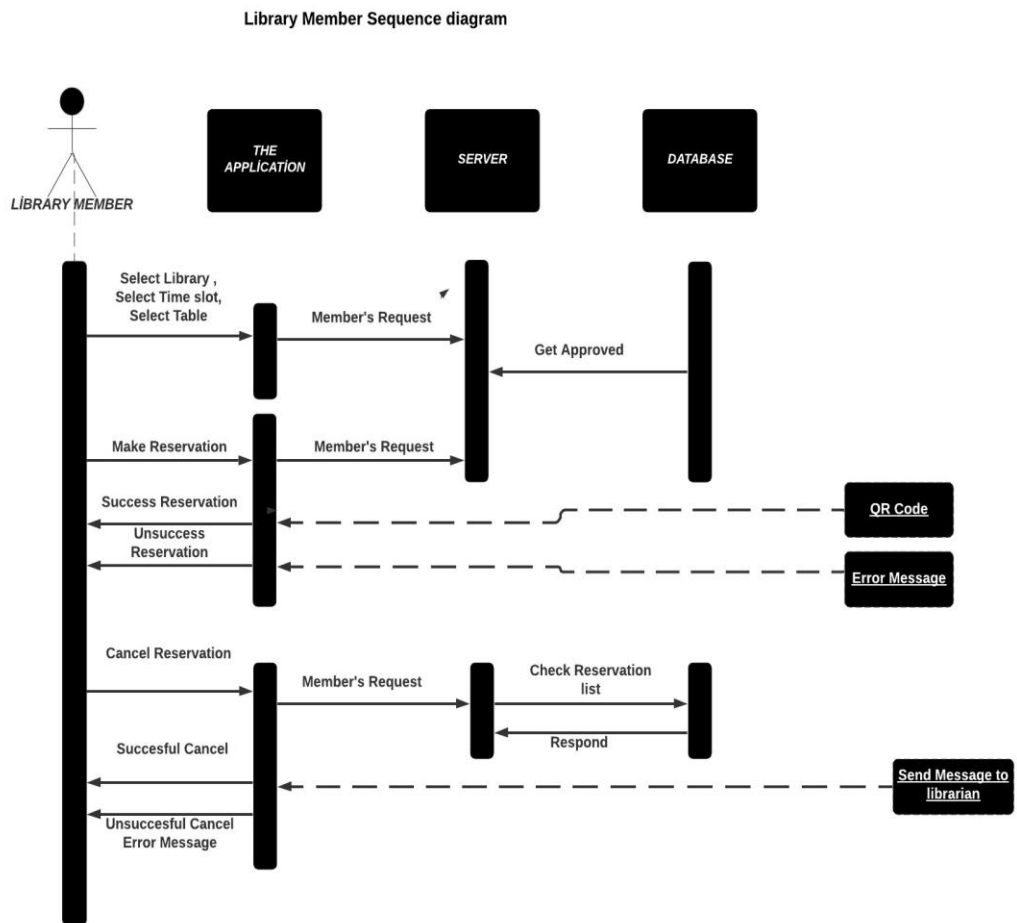 Library Member Sequence diagram
THE
APPLİCATİON
SERVER
DATABASE
LİBRARY MEMBER
Select Library ,
Select Time slot,
Select Table
Member's Request
Get Approved
Make Reservation
Member's Request
Success Reservation
QR Code
Unsuccess
Reservation
Error Message
Cancel Reservation
Member's Request
Check Reservation
list
Respond
Succesful Cancel
Send Message to
librarian
Unsuccesful Cancel
Error Message